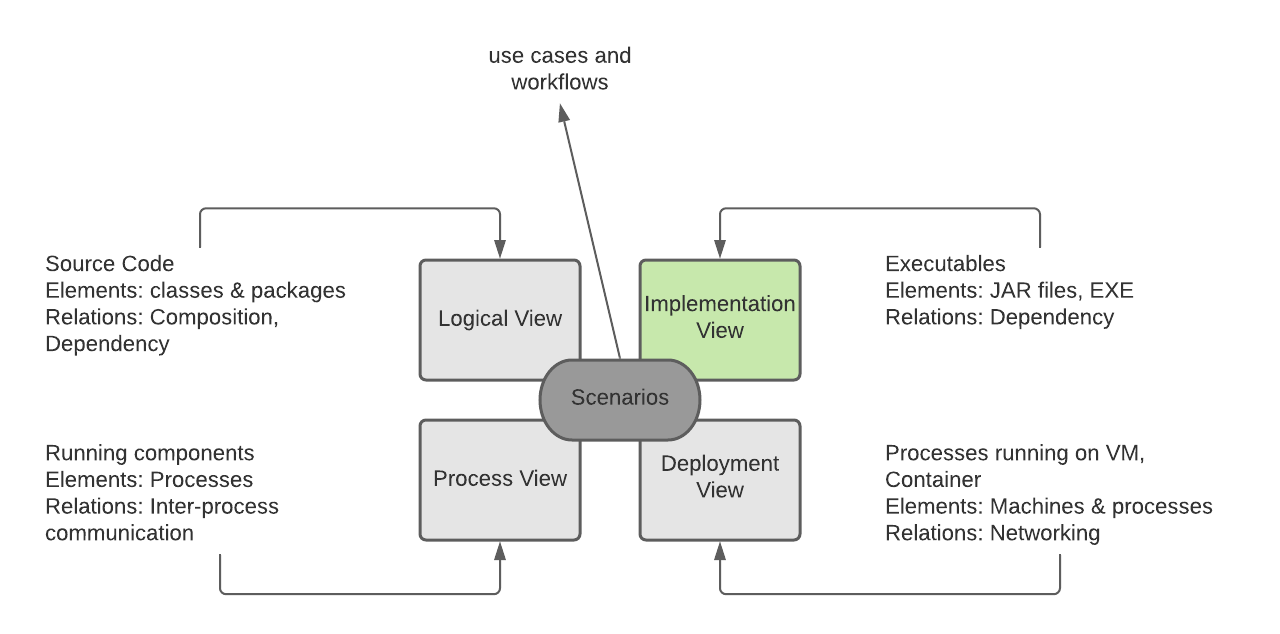 use cases and
workflows
Source Code
Elements: classes & packages
Relations: Composition,
Dependency
Logical View
Implementation
View
Executables
Elements: JAR files, EXE
Relations: Dependency
Scenarios
Running components
Elements: Processes
Relations: Inter-process
communication
Process View
Deployment
View
Processes running on VM,
Container
Elements: Machines & processes
Relations: Networking